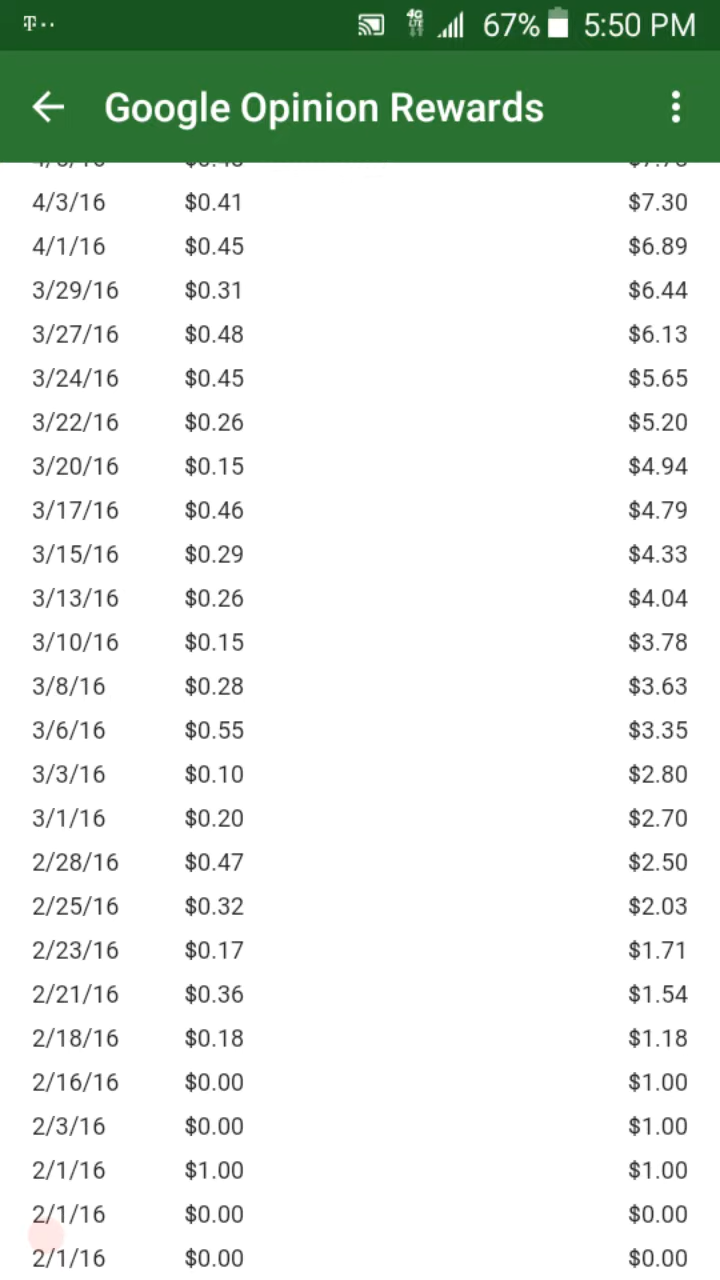 T··
4G LTE 67% 5:50 PM
Google Opinion Rewards
4/3/16 $0.41 $7.30
4/1/16 $0.45 $6.89
3/29/16 $0.31 $6.44
3/27/16 $0.48 $6.13
3/24/16 $0.45 $5.65
3/22/16 $0.26 $5.20
3/20/16 $0.15 $4.94
3/17/16 $0.46 $4.79
3/15/16 $0.29 $4.33
3/13/16 $0.26 $4.04
3/10/16 $0.15 $3.78
3/8/16 $0.28 $3.63
3/6/16 $0.55 $3.35
3/3/16 $0.10 $2.80
3/1/16 $0.20 $2.70
2/28/16 $0.47 $2.50
2/25/16 $0.32 $2.03
2/23/16 $0.17 $1.71
2/21/16 $0.36 $1.54
2/18/16 $0.18 $1.18
2/16/16 $0.00 $1.00
2/3/16 $0.00 $1.00
2/1/16 $1.00 $1.00
2/1/16 $0.00 $0.00
2/1/16 $0.00 $0.00